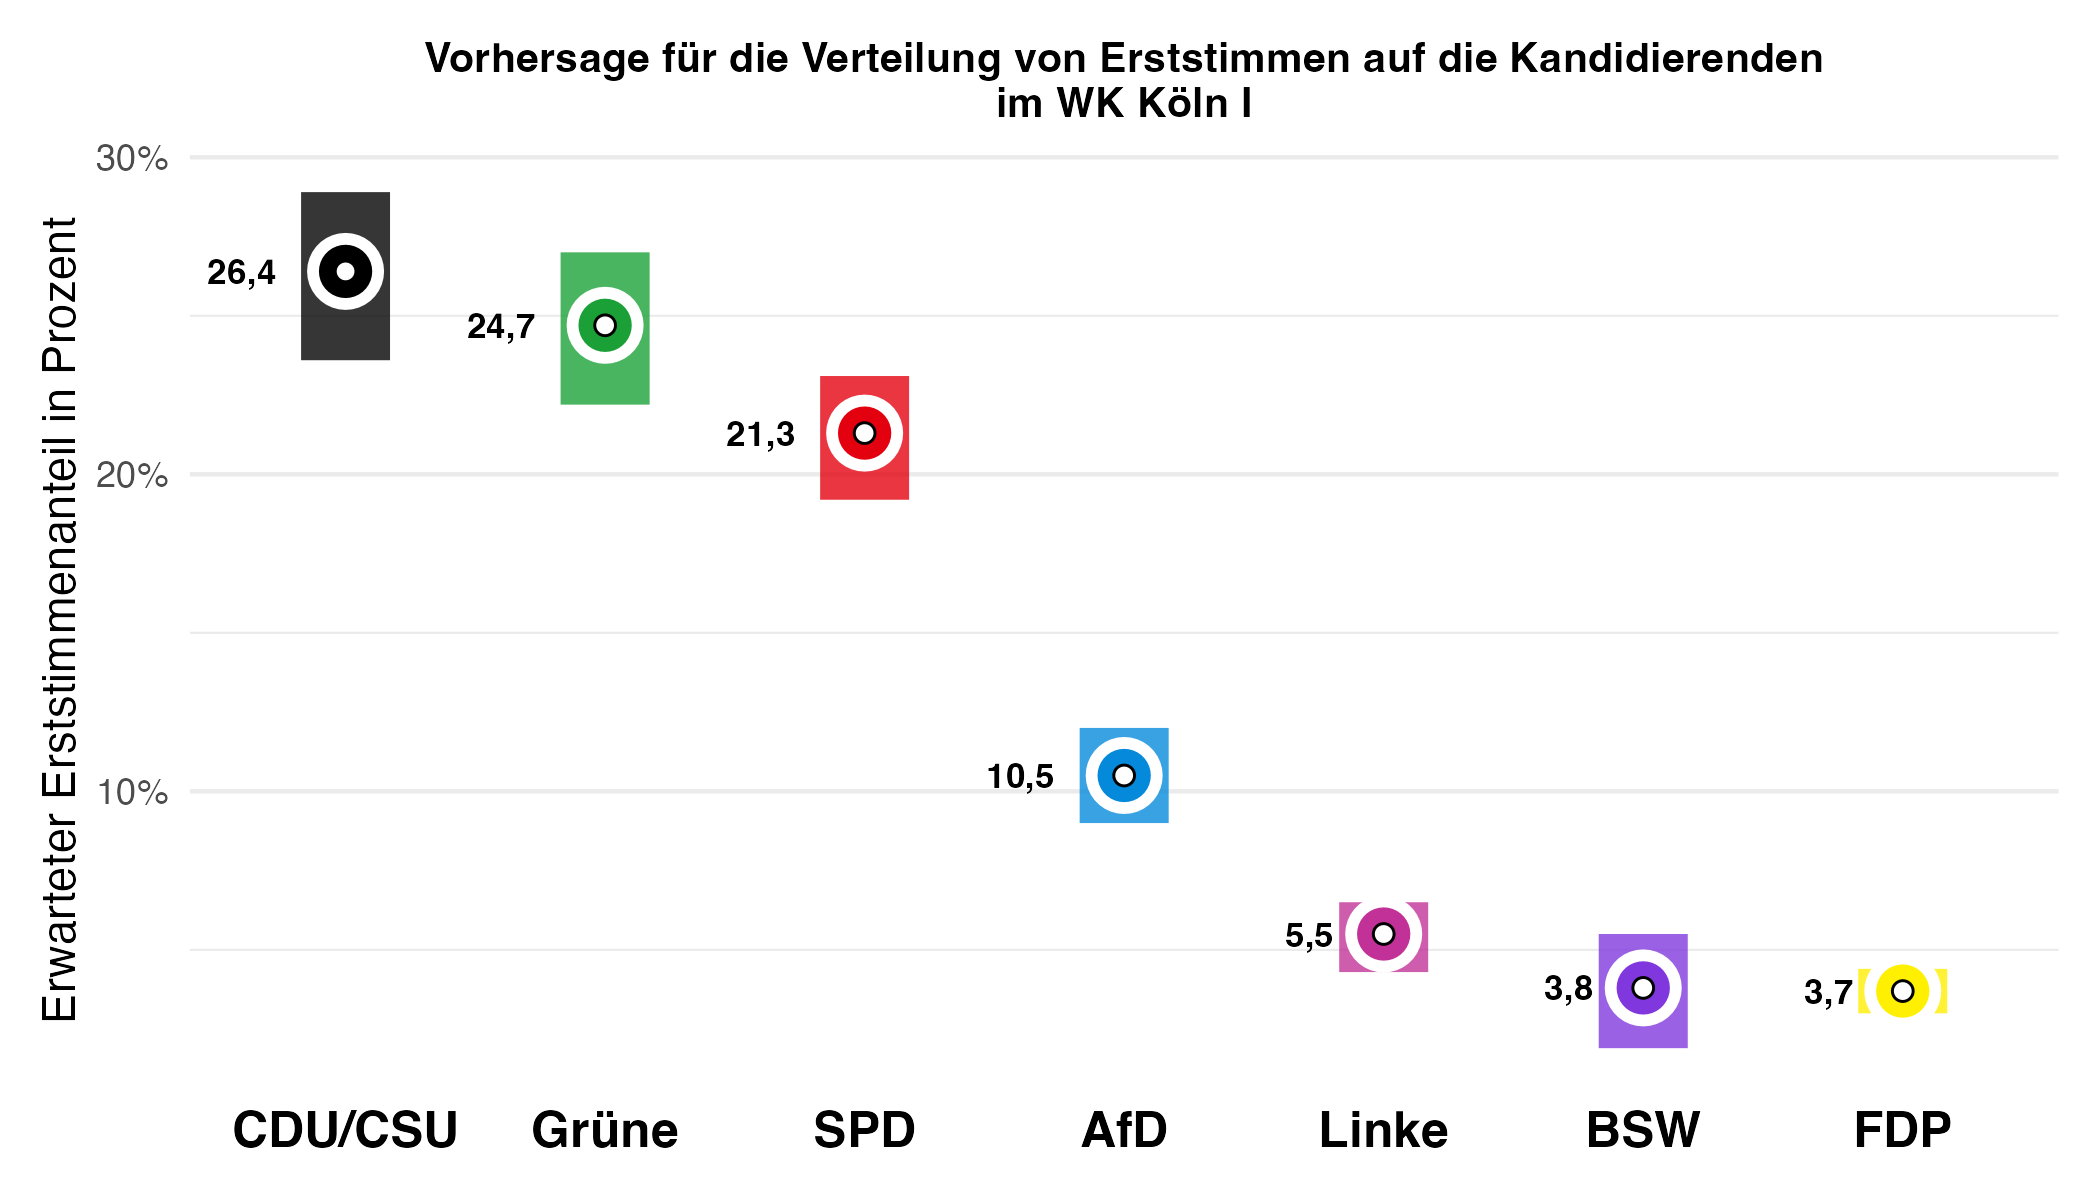 Vorhersage für die Verteilung von Erststimmen auf die Kandidierenden
im WK Köln I
Erwarteter Erststimmenanteil in Prozent
30%
20%
10%
26,4
24,7
21,3
10,5
5,5
3,8
3,7
CDU/CSU
Grüne
SPD
AfD
Linke
BSW
FDP